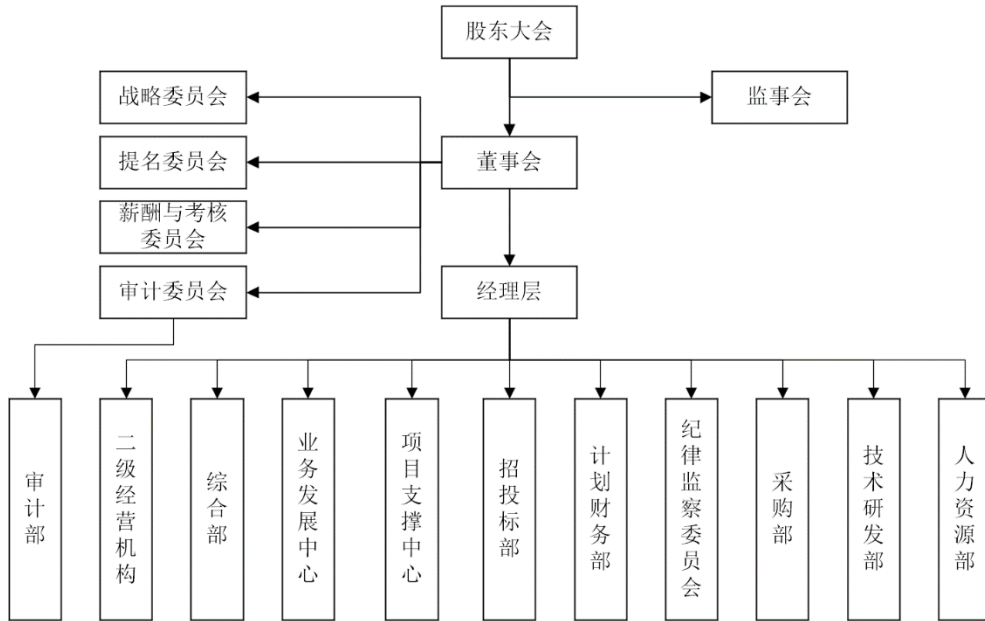 股东大会
战略委员会
监事会
提名委员会
董事会
薪酬与考核
委员会
审计委员会
经理层
审计部
二级经营机构
综合部
业务发展中心
项目支撑中心
招投标部
计划财务部
纪律监察委员会
采购部
技术研发部
人力资源部